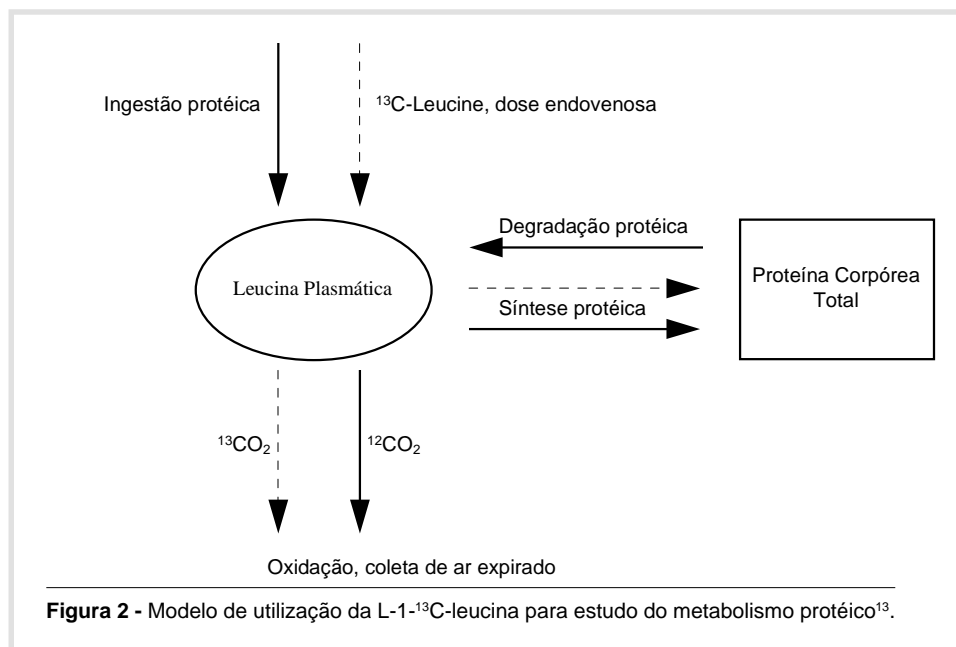 Ingestão protéica
¹³C-Leucine, dose endovenosa
Degradação protéica
Leucina Plasmática
Síntese protéica
Proteína Corpórea
Total
¹³CO₂
¹²CO₂
Oxidação, coleta de ar expirado
Figura 2 - Modelo de utilização da L-1-¹³C-leucina para estudo do metabolismo protéico¹³.